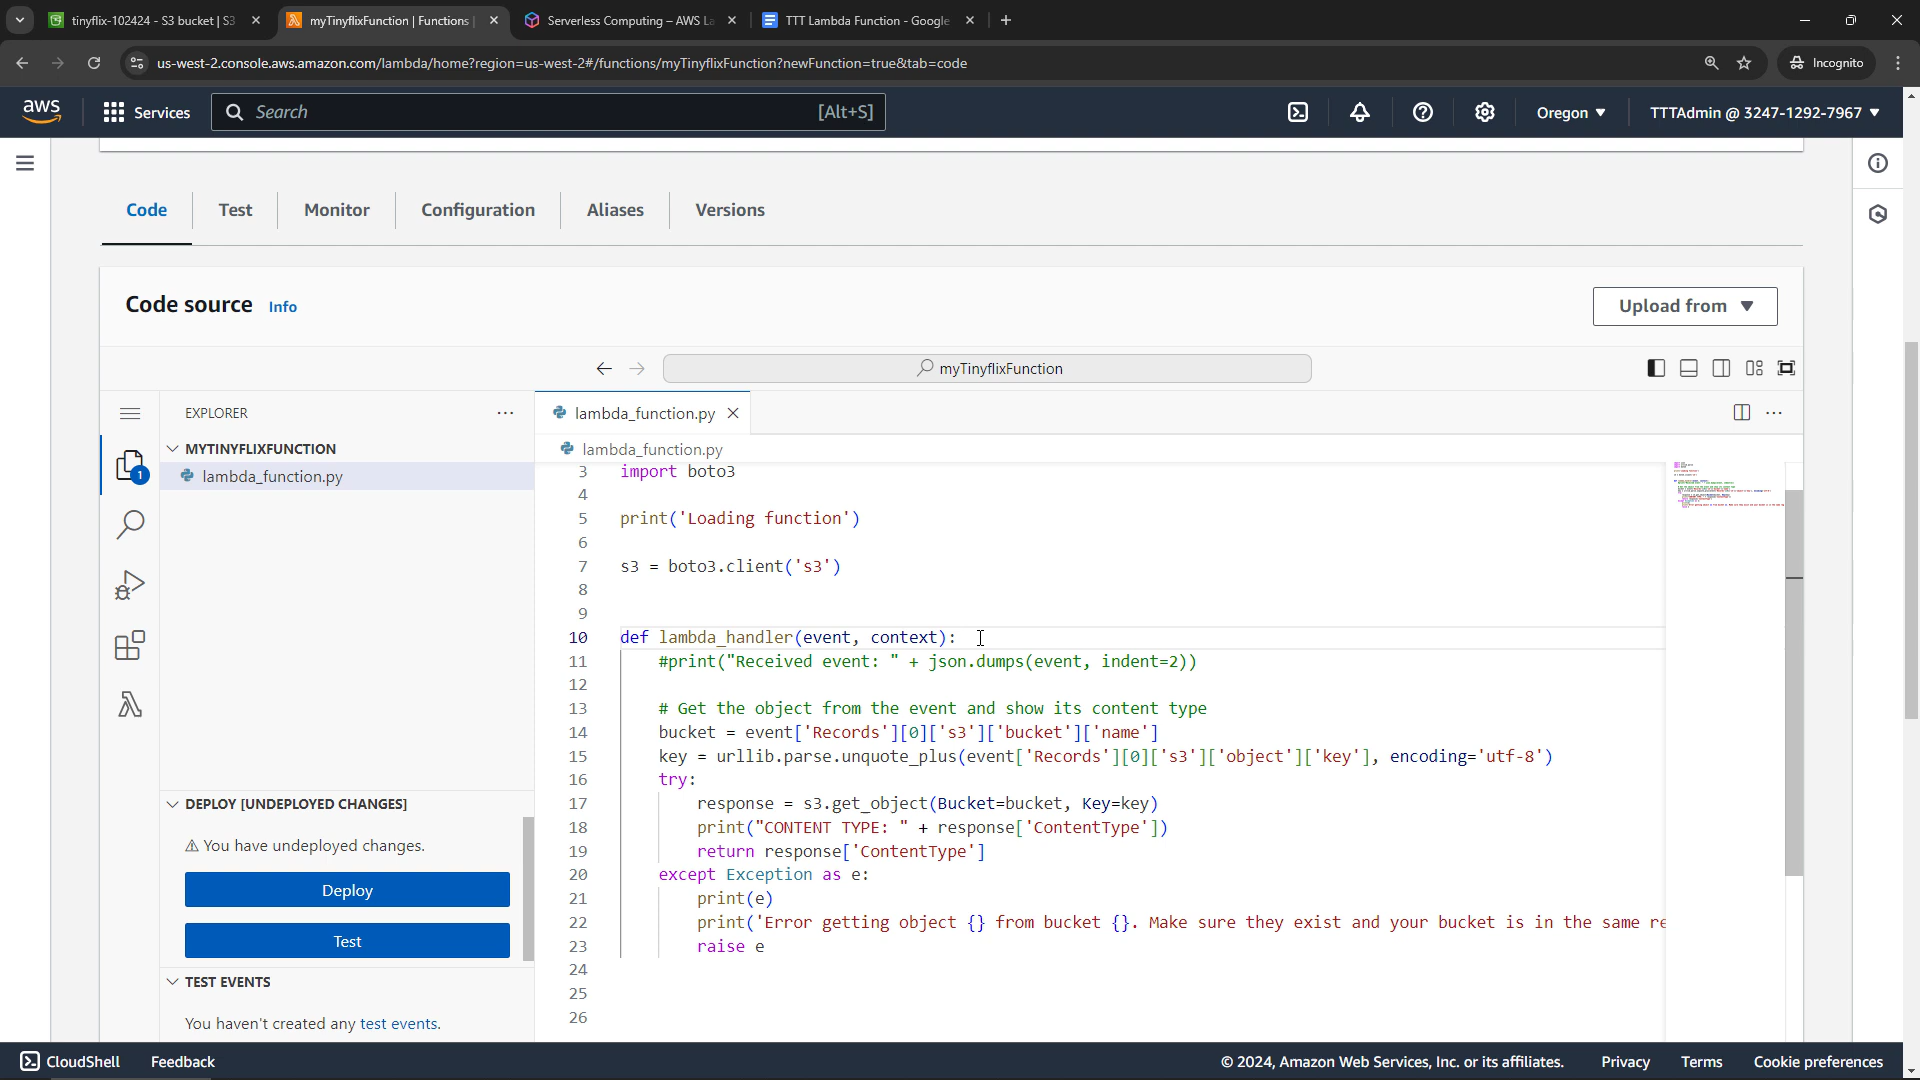 tinyflix-102424 - S3 bucket | S3
myTinyflixFunction | Functions
Serverless Computing – AWS La
TTT Lambda Function - Google
us-west-2.console.aws.amazon.com/lambda/home?region=us-west-2#/functions/myTinyflixFunction?newFunction=true&tab=code
Incognito
aws
Services
Search
[Alt+S]
Oregon
TTTAdmin @ 3247-1292-7967
Code
Test
Monitor
Configuration
Aliases
Versions
Code source Info
Upload from
myTinyflixFunction
EXPLORER
lambda_function.py
MYTINYFLIXFUNCTION
lambda_function.py
1
lambda_function.py
3 import boto3
4
5 print('Loading function')
6
7 s3 = boto3.client('s3')
8
9
10 def lambda_handler(event, context):
11 #print("Received event: " + json.dumps(event, indent=2))
12
13 # Get the object from the event and show its content type
14 bucket = event['Records'][0]['s3']['bucket']['name']
15 key = urllib.parse.unquote_plus(event['Records'][0]['s3']['object']['key'], encoding='utf-8')
16 try:
17 response = s3.get_object(Bucket=bucket, Key=key)
18 print("CONTENT TYPE: " + response['ContentType'])
19 return response['ContentType']
20 except Exception as e:
21 print(e)
22 print('Error getting object {} from bucket {}. Make sure they exist and your bucket is in the same re
23 raise e
24
25
26
DEPLOY [UNDEPLOYED CHANGES]
You have undeployed changes.
Deploy
Test
TEST EVENTS
You haven't created any test events.
CloudShell
Feedback
© 2024, Amazon Web Services, Inc. or its affiliates.
Privacy
Terms
Cookie preferences